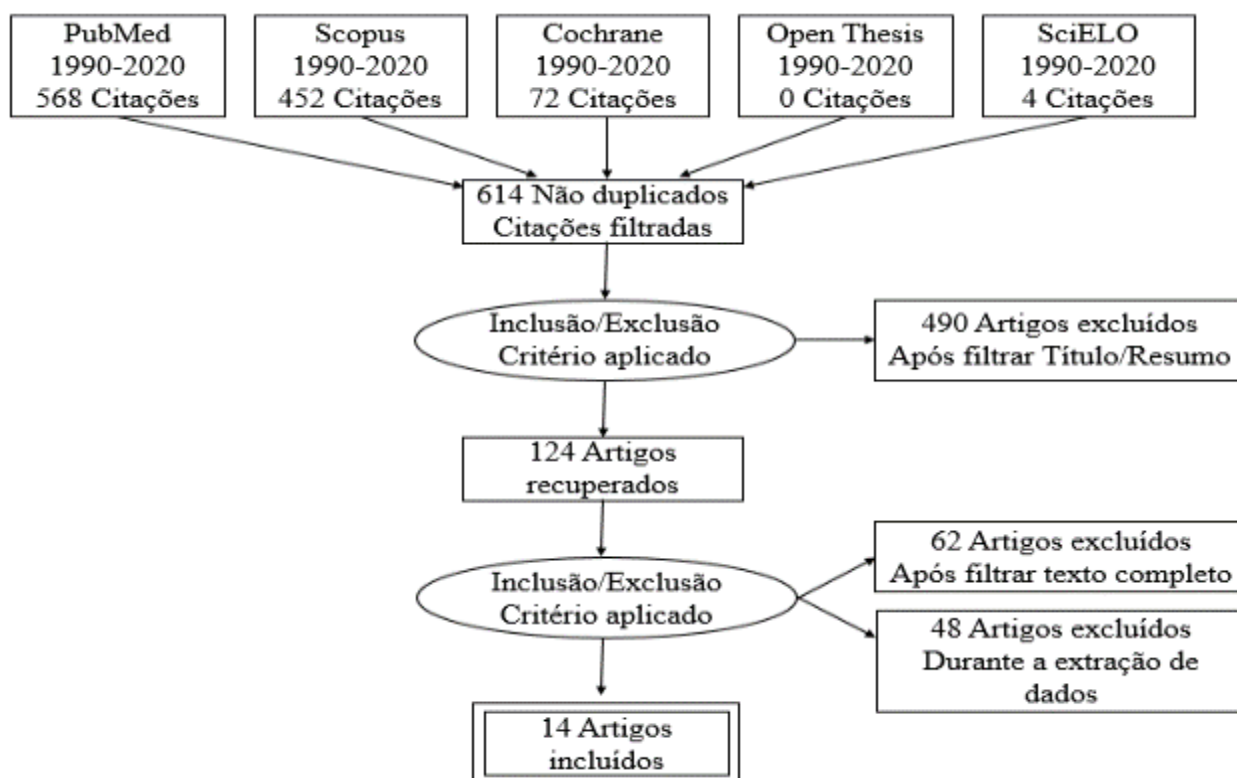 PubMed
1990-2020
568 Citações
Scopus
1990-2020
452 Citações
Cochrane
1990-2020
72 Citações
Open Thesis
1990-2020
0 Citações
SciELO
1990-2020
4 Citações
614 Não duplicados
Citações filtradas
Inclusão/Exclusão
Critério aplicado
490 Artigos excluídos
Após filtrar Título/Resumo
124 Artigos
recuperados
Inclusão/Exclusão
Critério aplicado
62 Artigos excluídos
Após filtrar texto completo
48 Artigos excluídos
Durante a extração de
dados
14 Artigos
incluídos